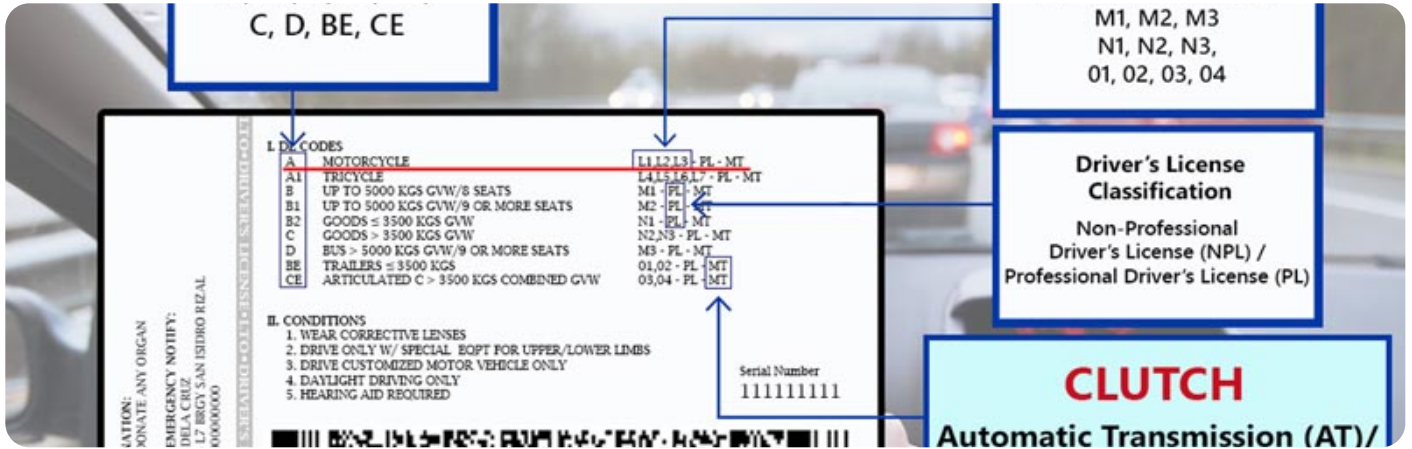 C, D, BE, CE
M1, M2, M3
N1, N2, N3,
01, 02, 03, 04
I. DL CODES
A MOTORCYCLE L1,L2,L3 - PL - MT
A1 TRICYCLE L4,L5,L6,L7 - PL - MT
B UP TO 5000 KGS GVW/8 SEATS M1 - PL - MT
B1 UP TO 5000 KGS GVW/9 OR MORE SEATS M2 - PL - MT
B2 GOODS ≤ 3500 KGS GVW N1 - PL - MT
C GOODS > 3500 KGS GVW N2,N3 - PL - MT
D BUS > 5000 KGS GVW/9 OR MORE SEATS M3 - PL - MT
BE TRAILERS ≤ 3500 KGS 01,02 - PL - MT
CE ARTICULATED C > 3500 KGS COMBINED GVW 03,04 - PL - MT
II. CONDITIONS
1. WEAR CORRECTIVE LENSES
2. DRIVE ONLY W/ SPECIAL EQPT FOR UPPER/LOWER LIMBS
3. DRIVE CUSTOMIZED MOTOR VEHICLE ONLY
4. DAYLIGHT DRIVING ONLY
5. HEARING AID REQUIRED
Serial Number
111111111
EMERGENCY NOTIFY:
DELA CRUZ
L7 BRGY SAN ISIDRO RIZAL
ANY ORGAN
LTO•DRIVER'S LICENSE•LTO•DRIVER'S
Driver's License
Classification
Non-Professional
Driver's License (NPL) /
Professional Driver's License (PL)
CLUTCH
Automatic Transmission (AT)/